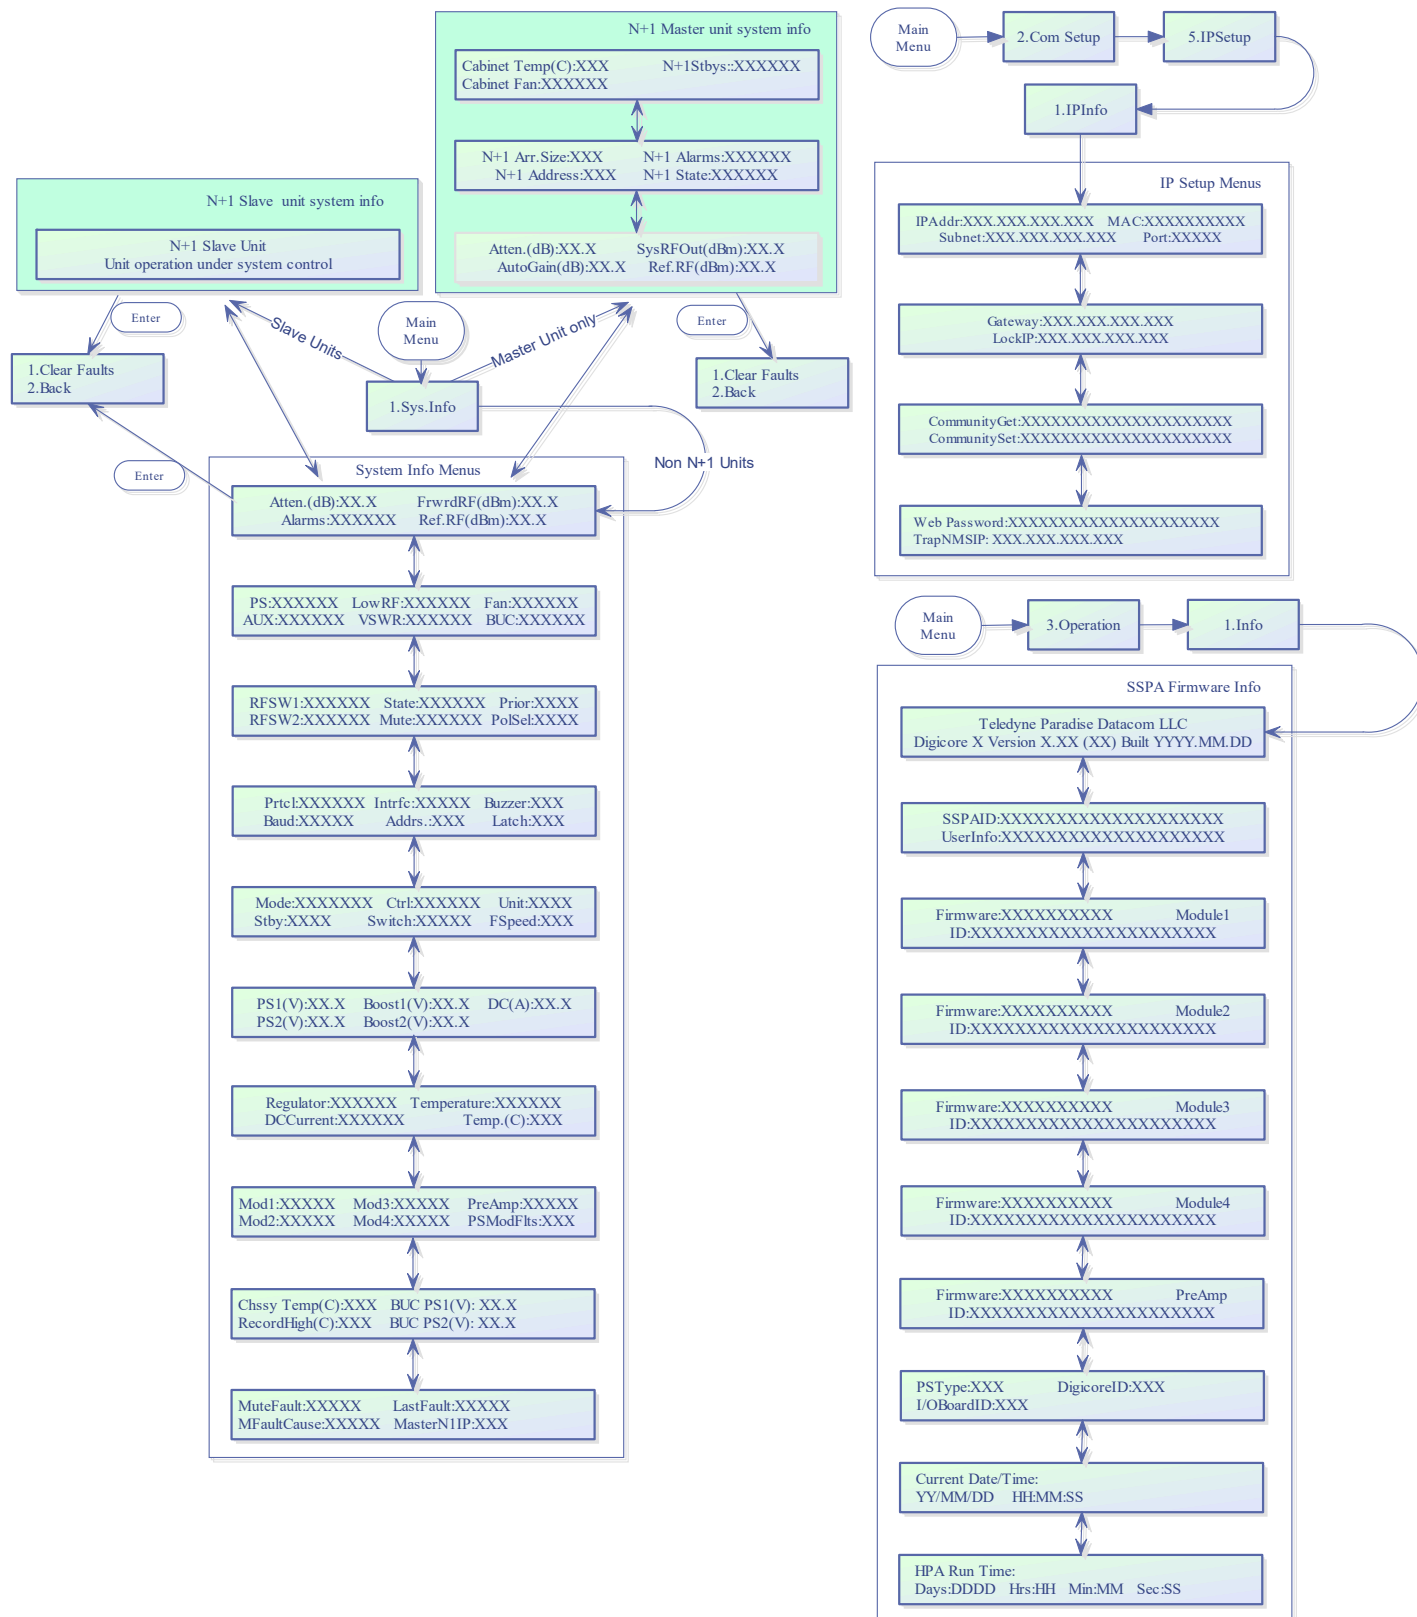 N+1 Master unit system info
Cabinet Temp(C):XXX N+1Stbys::XXXXXX
Cabinet Fan:XXXXXX
N+1 Arr.Size:XXX N+1 Alarms:XXXXXX
N+1 Address:XXX N+1 State:XXXXXX
Atten.(dB):XX.X SysRFOut(dBm):XX.X
AutoGain(dB):XX.X Ref.RF(dBm):XX.X
N+1 Slave unit system info
N+1 Slave Unit
Unit operation under system control
Enter
Slave Units
Main
Menu
Master Unit only
Enter
1.Clear Faults
2.Back
1.Sys.Info
1.Clear Faults
2.Back
Enter
Non N+1 Units
System Info Menus
Atten.(dB):XX.X FrwrdRF(dBm):XX.X
Alarms:XXXXXX Ref.RF(dBm):XX.X
PS:XXXXXX LowRF:XXXXXX Fan:XXXXXX
AUX:XXXXXX VSWR:XXXXXX BUC:XXXXXX
RFSW1:XXXXXX State:XXXXXX Prior:XXXX
RFSW2:XXXXXX Mute:XXXXXX PolSel:XXXX
Prtcl:XXXXXX Intrfc:XXXXX Buzzer:XXX
Baud:XXXXX Addrs.:XXX Latch:XXX
Mode:XXXXXXX Ctrl:XXXXXX Unit:XXXX
Stby:XXXX Switch:XXXXX FSpeed:XXX
PS1(V):XX.X Boost1(V):XX.X DC(A):XX.X
PS2(V):XX.X Boost2(V):XX.X
Regulator:XXXXXX Temperature:XXXXXX
DCCurrent:XXXXXX Temp.(C):XXX
Mod1:XXXXX Mod3:XXXXX PreAmp:XXXXX
Mod2:XXXXX Mod4:XXXXX PSModFlts:XXX
Chssy Temp(C):XXX BUC PS1(V): XX.X
RecordHigh(C):XXX BUC PS2(V): XX.X
MuteFault:XXXXX LastFault:XXXXX
MFaultCause:XXXXX MasterN1IP:XXX
Main
Menu
2.Com Setup
5.IPSetup
1.IPInfo
IP Setup Menus
IPAddr:XXX.XXX.XXX.XXX MAC:XXXXXXXXXX
Subnet:XXX.XXX.XXX.XXX Port:XXXXX
Gateway:XXX.XXX.XXX.XXX
LockIP:XXX.XXX.XXX.XXX
CommunityGet:XXXXXXXXXXXXXXXXXXXX
CommunitySet:XXXXXXXXXXXXXXXXXXXX
Web Password:XXXXXXXXXXXXXXXXXXXX
TrapNMSIP: XXX.XXX.XXX.XXX
Main
Menu
3.Operation
1.Info
SSPA Firmware Info
Teledyne Paradise Datacom LLC
Digicore X Version X.XX (XX) Built YYYY.MM.DD
SSPAID:XXXXXXXXXXXXXXXXXXXX
UserInfo:XXXXXXXXXXXXXXXXXXXX
Firmware:XXXXXXXXXX Module1
ID:XXXXXXXXXXXXXXXXXXXXXX
Firmware:XXXXXXXXXX Module2
ID:XXXXXXXXXXXXXXXXXXXXXX
Firmware:XXXXXXXXXX Module3
ID:XXXXXXXXXXXXXXXXXXXXXX
Firmware:XXXXXXXXXX Module4
ID:XXXXXXXXXXXXXXXXXXXXXX
Firmware:XXXXXXXXXX PreAmp
ID:XXXXXXXXXXXXXXXXXXXXXX
PSType:XXX DigicoreID:XXX
I/OBoardID:XXX
Current Date/Time:
YY/MM/DD HH:MM:SS
HPA Run Time:
Days:DDDD Hrs:HH Min:MM Sec:SS